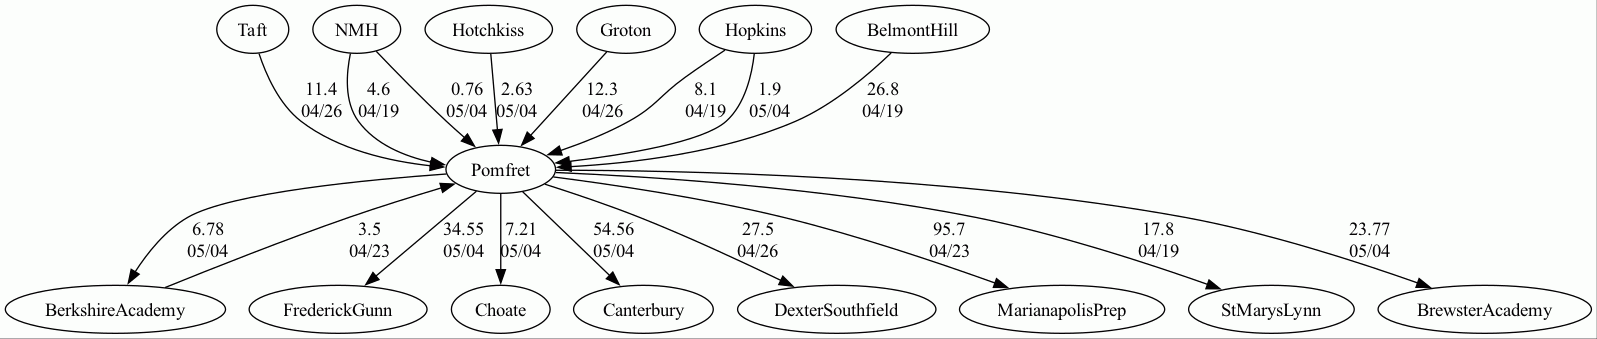 Taft
NMH
Hotchkiss
Groton
Hopkins
BelmontHill
11.4
04/26
4.6
04/19
0.76
05/04
2.63
05/04
12.3
04/26
8.1
04/19
1.9
05/04
26.8
04/19
Pomfret
6.78
05/04
3.5
04/23
34.55
05/04
7.21
05/04
54.56
05/04
27.5
04/26
95.7
04/23
17.8
04/19
23.77
05/04
BerkshireAcademy
FrederickGunn
Choate
Canterbury
DexterSouthfield
MarianapolisPrep
StMarysLynn
BrewsterAcademy